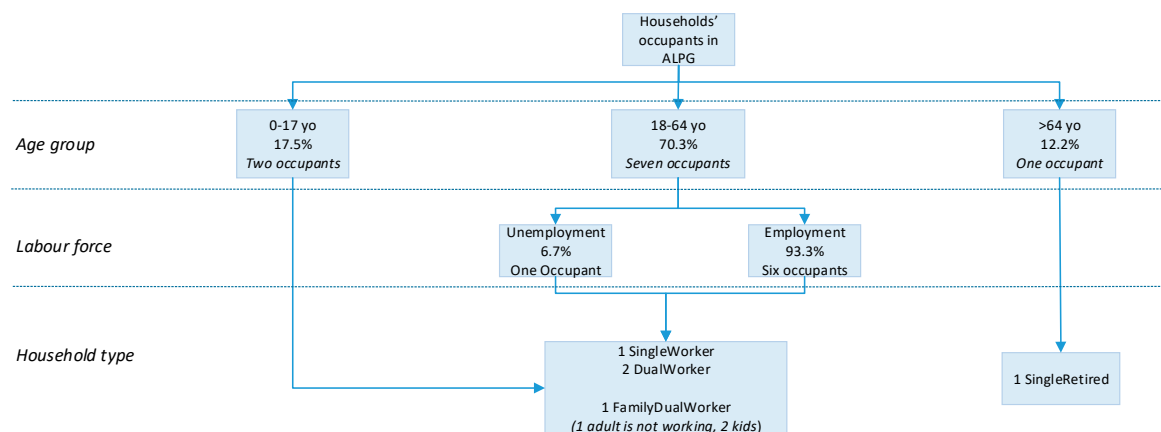 Households'
occupants in
ALPG
Age group
0-17 yo
17.5%
Two occupants
18-64 yo
70.3%
Seven occupants
>64 yo
12.2%
One occupant
Labour force
Unemployment
6.7%
One Occupant
Employment
93.3%
Six occupants
Household type
1 SingleWorker
2 DualWorker
1 FamilyDualWorker
(1 adult is not working, 2 kids)
1 SingleRetired